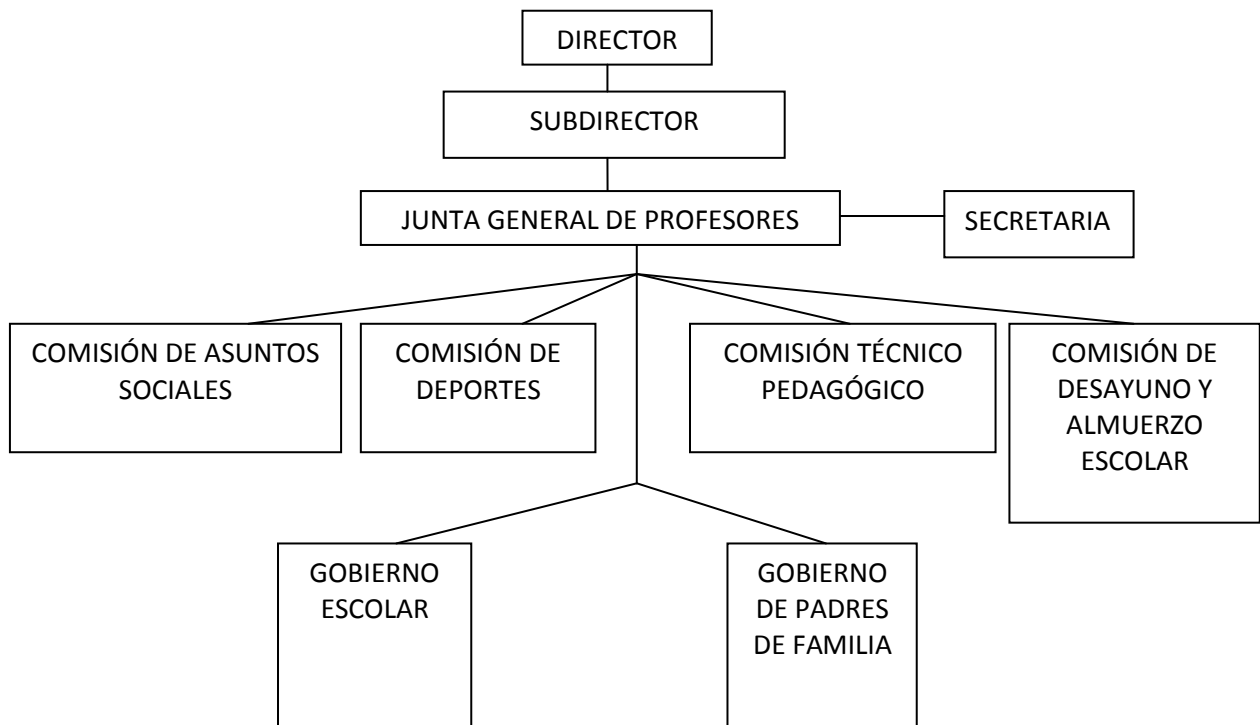 DIRECTOR
SUBDIRECTOR
JUNTA GENERAL DE PROFESORES
SECRETARIA
COMISIÓN DE ASUNTOS
SOCIALES
COMISIÓN DE
DEPORTES
COMISIÓN TÉCNICO
PEDAGÓGICO
COMISIÓN DE
DESAYUNO Y
ALMUERZO
ESCOLAR
GOBIERNO
ESCOLAR
GOBIERNO
DE PADRES
DE FAMILIA